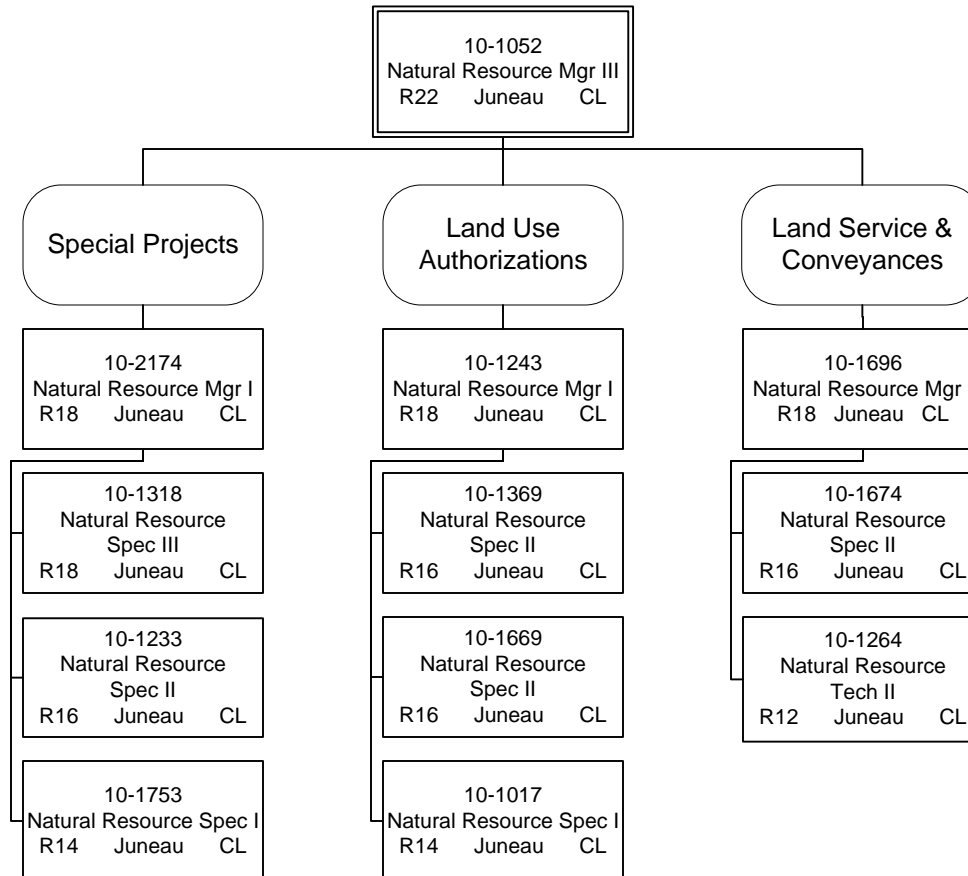 10-1052
Natural Resource Mgr III
R22 Juneau CL
Special Projects
Land Use
Authorizations
Land Service &
Conveyances
10-2174
Natural Resource Mgr I
R18 Juneau CL
10-1243
Natural Resource Mgr I
R18 Juneau CL
10-1696
Natural Resource Mgr
R18 Juneau CL
10-1318
Natural Resource
Spec III
R18 Juneau CL
10-1369
Natural Resource
Spec II
R16 Juneau CL
10-1674
Natural Resource
Spec II
R16 Juneau CL
10-1233
Natural Resource
Spec II
R16 Juneau CL
10-1669
Natural Resource
Spec II
R16 Juneau CL
10-1264
Natural Resource
Tech II
R12 Juneau CL
10-1753
Natural Resource Spec I
R14 Juneau CL
10-1017
Natural Resource Spec I
R14 Juneau CL